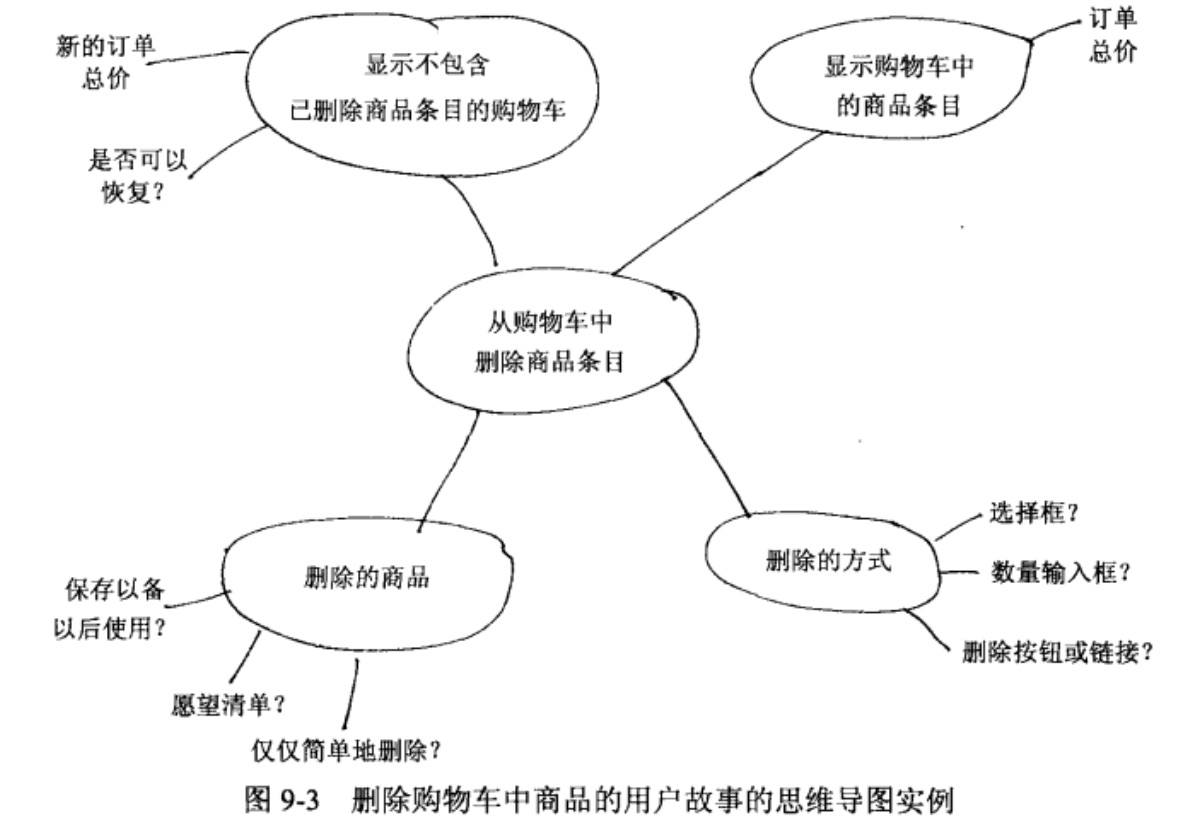 新的订单
总价
显示不包含
已删除商品条目的购物车
是否可以
恢复？
显示购物车中
的商品条目
订单
总价
从购物车中
删除商品条目
删除的商品
保存以备
以后使用？
愿望清单？
仅仅简单地删除？
删除的方式
选择框？
数量输入框？
删除按钮或链接？
图 9-3 删除购物车中商品的用户故事的思维导图实例